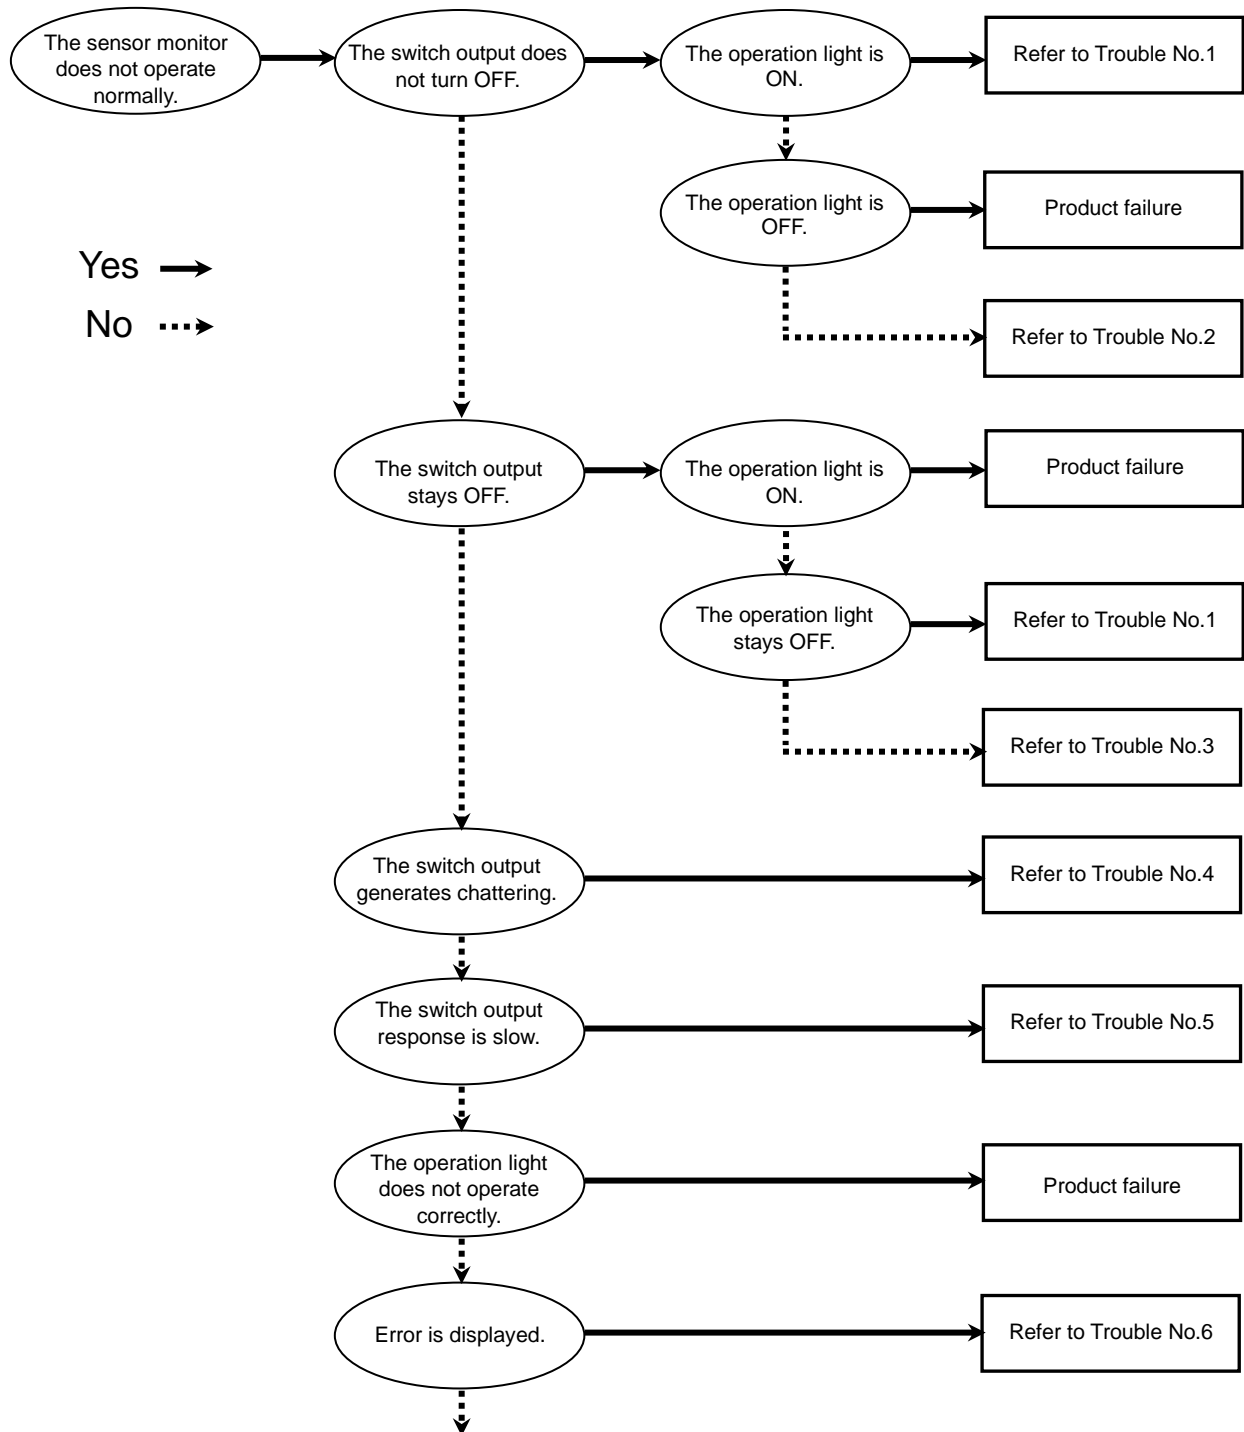 The sensor monitor
does not operate
normally.
The switch output does
not turn OFF.
The operation light is
ON.
Refer to Trouble No.1
The operation light is
OFF.
Product failure
Yes
No
Refer to Trouble No.2
The switch output
stays OFF.
The operation light is
ON.
Product failure
The operation light
stays OFF.
Refer to Trouble No.1
Refer to Trouble No.3
The switch output
generates chattering.
Refer to Trouble No.4
The switch output
response is slow.
Refer to Trouble No.5
The operation light
does not operate
correctly.
Product failure
Error is displayed.
Refer to Trouble No.6